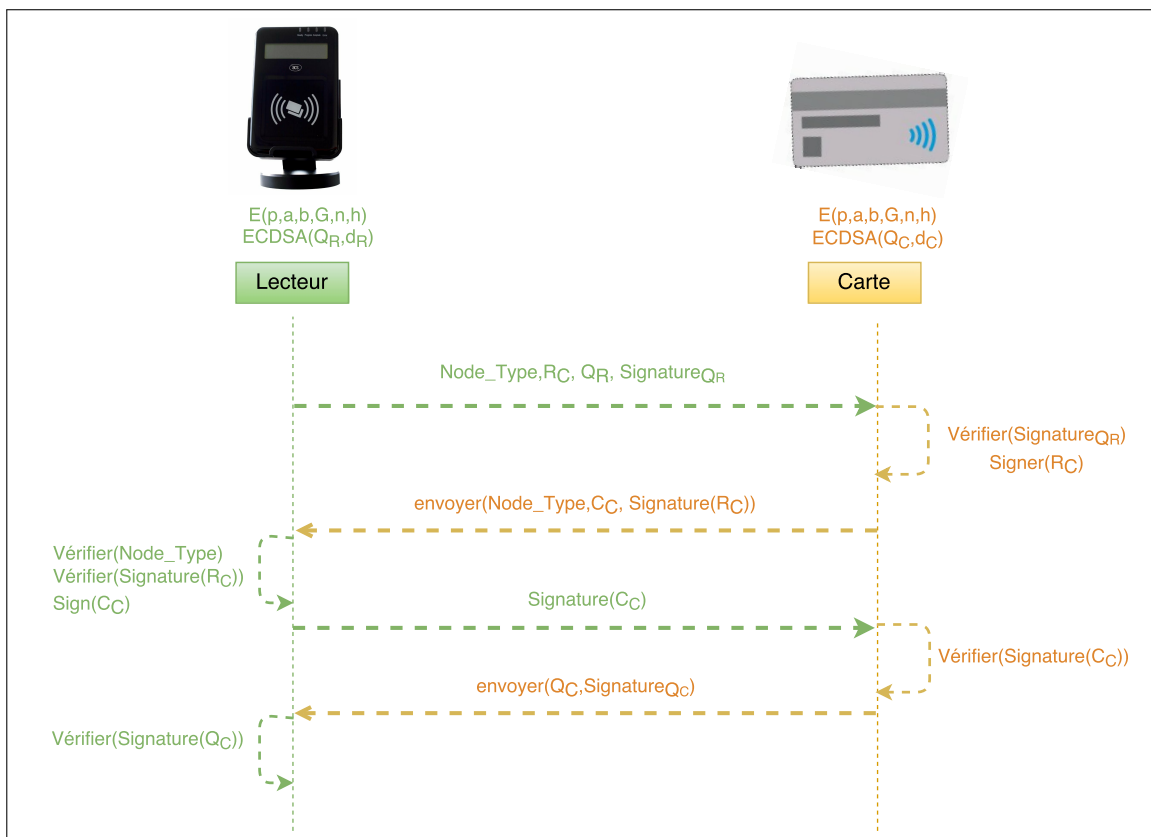 E(p,a,b,G,n,h)
ECDSA(QR,dR)
Lecteur
E(p,a,b,G,n,h)
ECDSA(QC,dC)
Carte
Node_Type,RC, QR, SignatureQR
Vérifier(SignatureQR)
Signer(RC)
envoyer(Node_Type,CC, Signature(RC))
Vérifier(Node_Type)
Vérifier(Signature(RC))
Sign(CC)
Signature(CC)
Vérifier(Signature(CC))
envoyer(QC,SignatureQC)
Vérifier(Signature(QC))